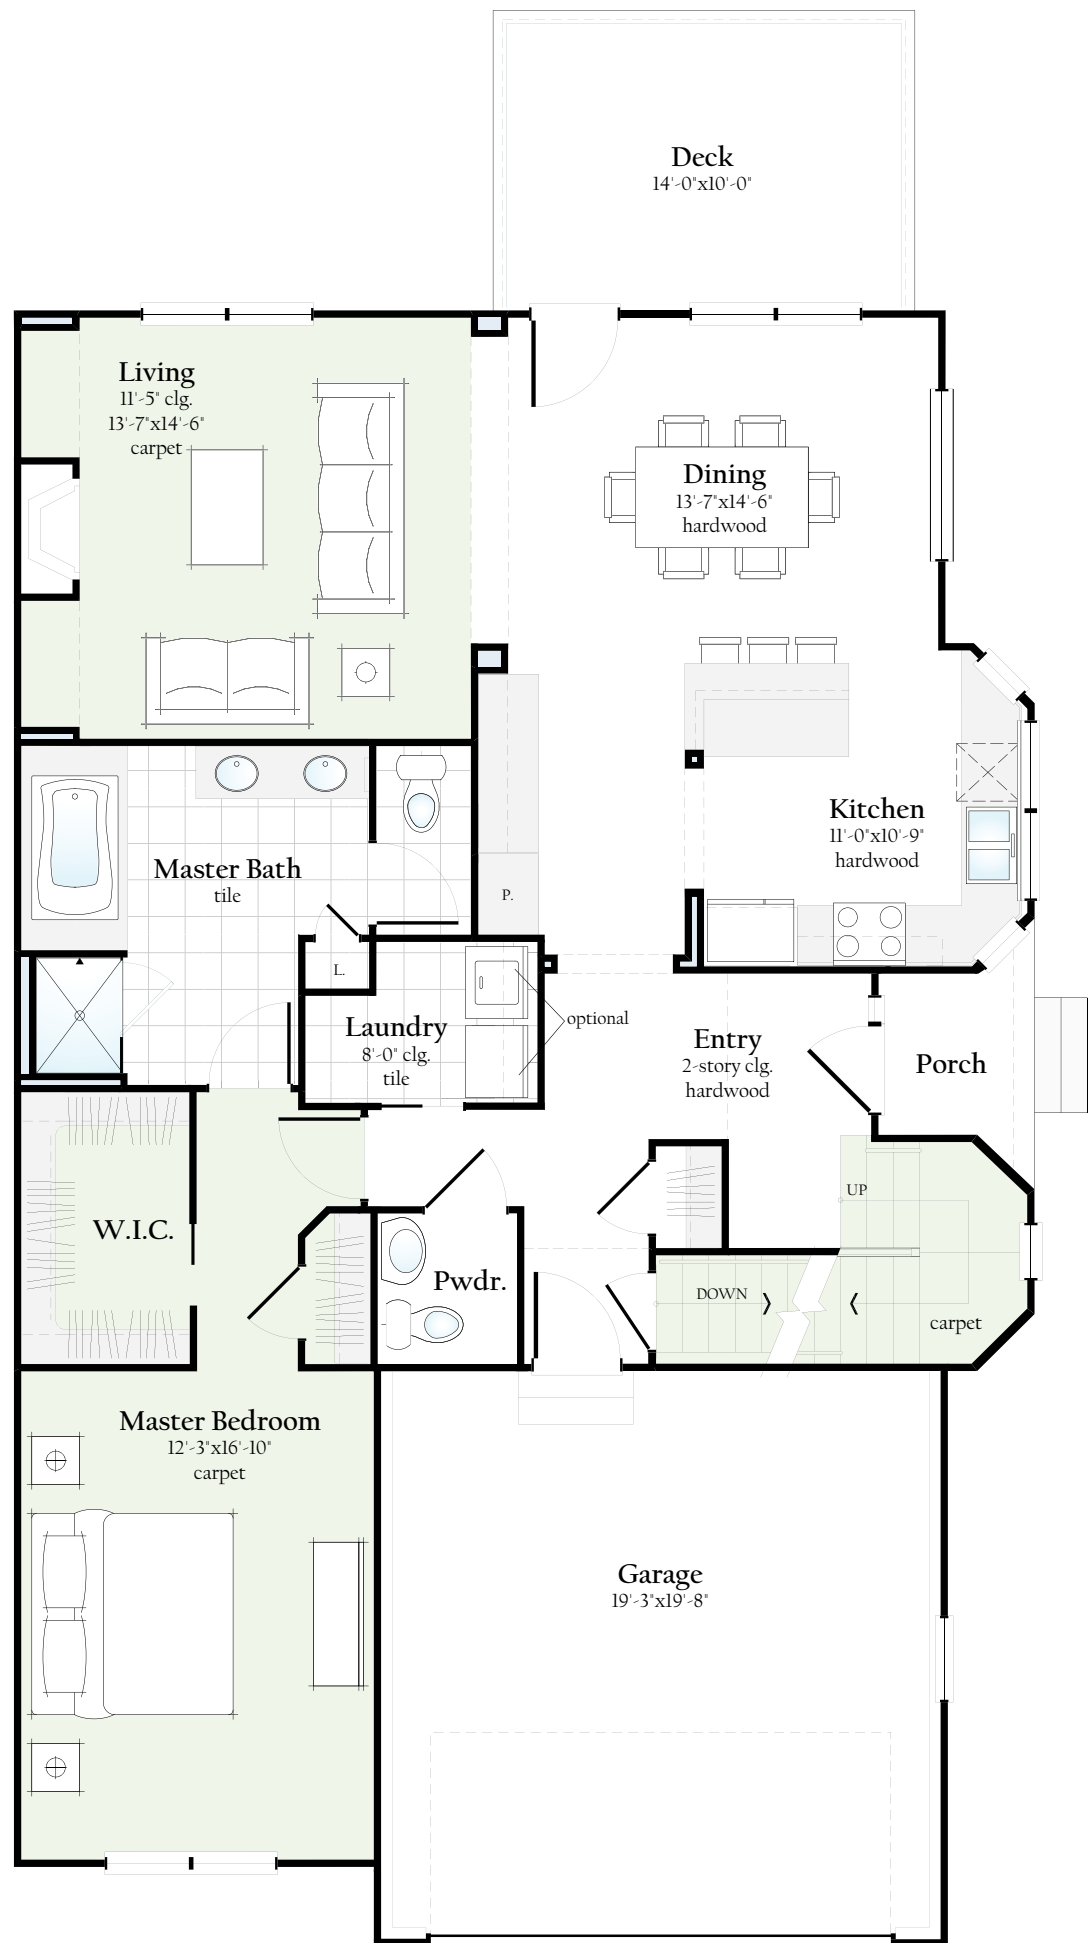 Deck
14'-0"x10'-0"
Living
11'-5" clg.
13'-7"x14'-6"
carpet
Dining
13'-7"x14'-6"
hardwood
Kitchen
11'-0"x10'-9"
hardwood
Master Bath
tile
P.
L.
Laundry
8'-0" clg.
tile
optional
Entry
2-story clg.
hardwood
Porch
UP
W.I.C.
Pwdr.
DOWN
carpet
Master Bedroom
12'-3"x16'-10"
carpet
Garage
19'-3"x19'-8"